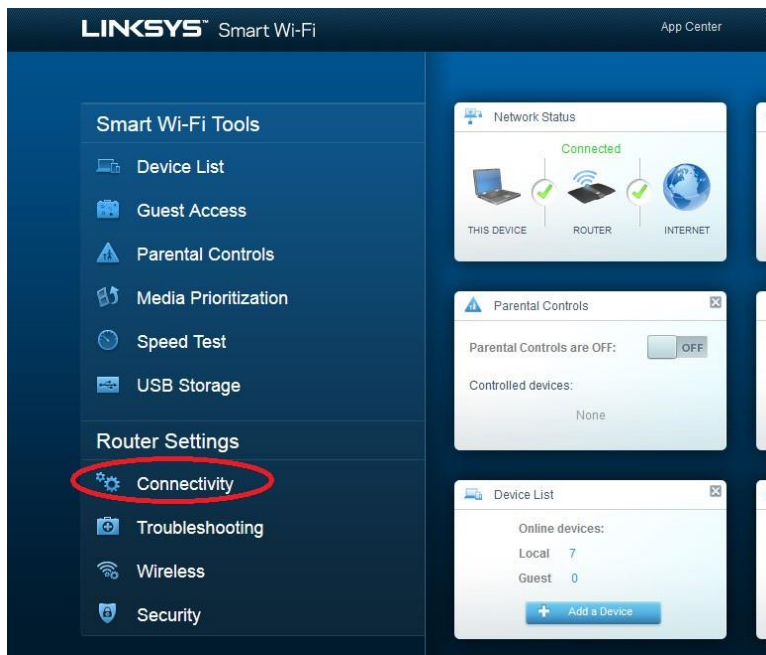 LINKSYS™ Smart Wi-Fi
App Center
Smart Wi-Fi Tools
Device List
Guest Access
Parental Controls
Media Prioritization
Speed Test
USB Storage
Router Settings
Connectivity
Troubleshooting
Wireless
Security
Network Status
Connected
THIS DEVICE ROUTER INTERNET
Parental Controls
Parental Controls are OFF: OFF
Controlled devices:
None
Device List
Online devices:
Local 7
Guest 0
Add a Device